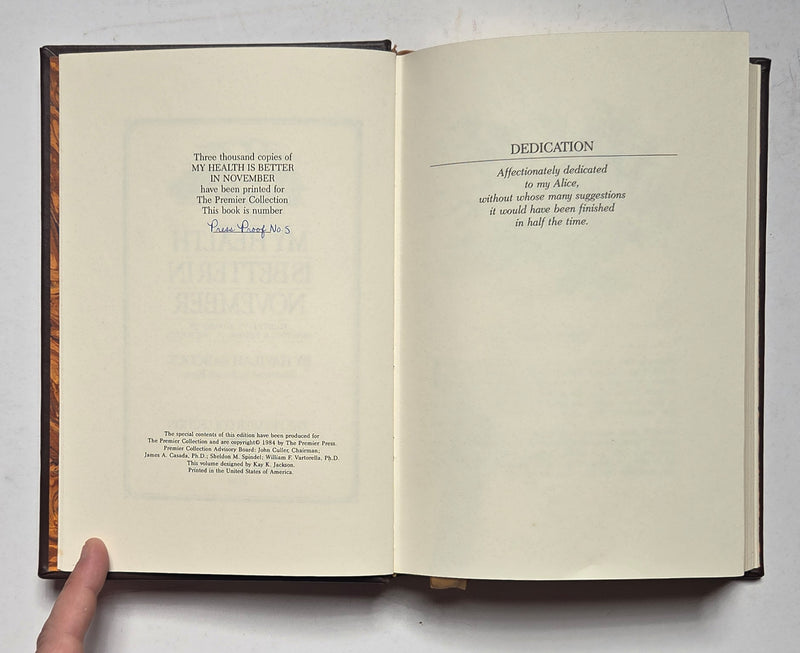 Three thousand copies of
MY HEALTH IS BETTER
IN NOVEMBER
have been printed for
The Premier Collection
This book is number
Press Proof No 5
The special contents of this edition have been produced for
The Premier Collection and are copyright© 1984 by The Premier Press.
Premier Collection Advisory Board: John Culler, Chairman;
James A. Casada, Ph.D.; Sheldon M. Spindel; William F. Vartorella, Ph.D.
This volume designed by Kay K. Jackson.
Printed in the United States of America.
DEDICATION
Affectionately dedicated
to my Alice,
without whose many suggestions
it would have been finished
in half the time.